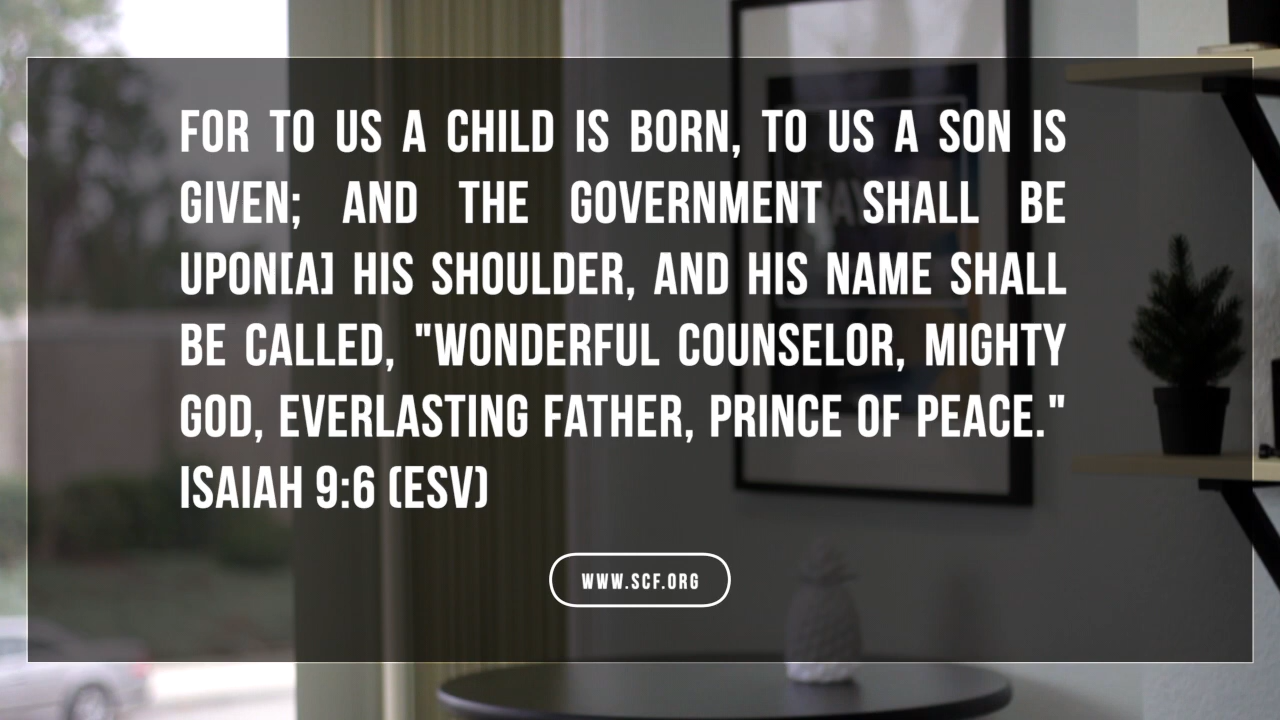 FOR TO US A CHILD IS BORN, TO US A SON IS
GIVEN; AND THE GOVERNMENT SHALL BE
UPON[A] HIS SHOULDER, AND HIS NAME SHALL
BE CALLED, "WONDERFUL COUNSELOR, MIGHTY
GOD, EVERLASTING FATHER, PRINCE OF PEACE."
ISAIAH 9:6 (ESV)
WWW.SCF.ORG